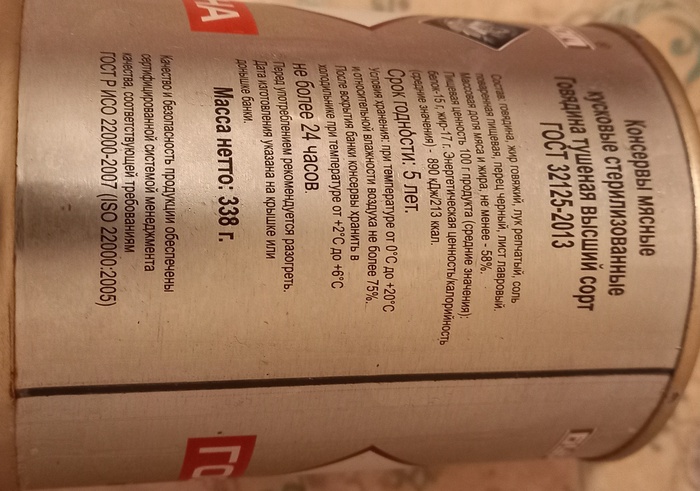 Консервы мясные
кусковые стерилизованные
Говядина тушеная высший сорт
ГОСТ 32125-2013
Состав: говядина, жир говяжий, лук репчатый, соль
поваренная пищевая, перец черный, лист лавровый.
Массовая доля мяса и жира, не менее - 58%.
Пищевая ценность 100 г продукта (средние значения):
белок-15 г, жир-17 г. Энергетическая ценность/калорийность
(средние значения) - 890 кДж/213 ккал.
Срок годности: 5 лет.
Условия хранения: при температуре от 0°С до +20°С
и относительной влажности воздуха не более 75%.
После вскрытия банки консервы хранить в
холодильнике при температуре от +2°С до +6°С
не более 24 часов.
Перед употреблением рекомендуется разогреть.
Дата изготовления указана на крышке или
донышке банки.
Масса нетто: 338 г.
Качество и безопасность продукции обеспечены
сертифицированной системой менеджмента
качества, соответствующей требованиям
ГОСТ Р ИСО 22000-2007 (ISO 22000:2005)
НА
ГО